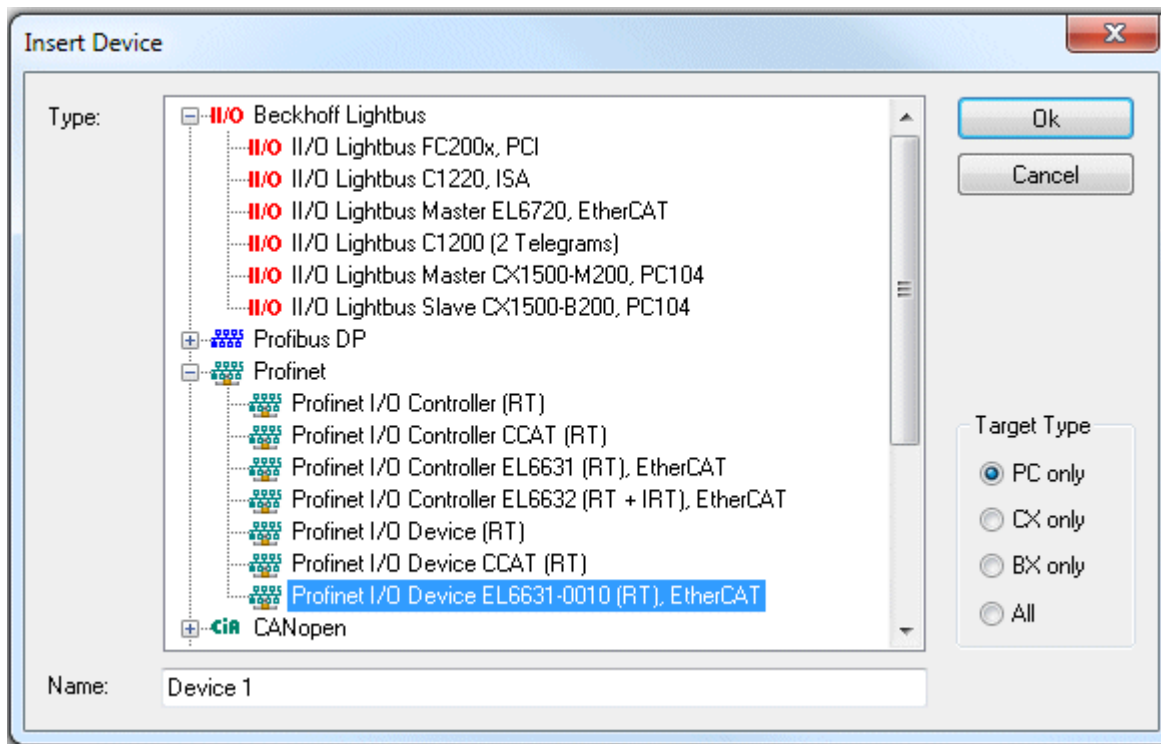 Insert Device
Type:
II/O Beckhoff Lightbus
II/O II/O Lightbus FC200x, PCI
II/O II/O Lightbus C1220, ISA
II/O II/O Lightbus Master EL6720, EtherCAT
II/O II/O Lightbus C1200 (2 Telegrams)
II/O II/O Lightbus Master CX1500-M200, PC104
II/O II/O Lightbus Slave CX1500-B200, PC104
Profibus DP
Profinet
Profinet I/O Controller (RT)
Profinet I/O Controller CCAT (RT)
Profinet I/O Controller EL6631 (RT), EtherCAT
Profinet I/O Controller EL6632 (RT + IRT), EtherCAT
Profinet I/O Device (RT)
Profinet I/O Device CCAT (RT)
Profinet I/O Device EL6631-0010 (RT), EtherCAT
CiA CANopen
Ok
Cancel
Target Type
PC only
CX only
BX only
All
Name:
Device 1